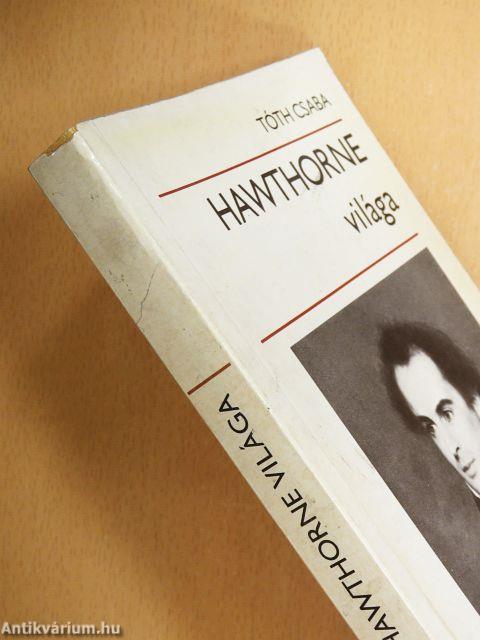 TÓTH CSABA
HAWTHORNE
világa
HAWTHORNE VILÁGA
Antikvárium.hu